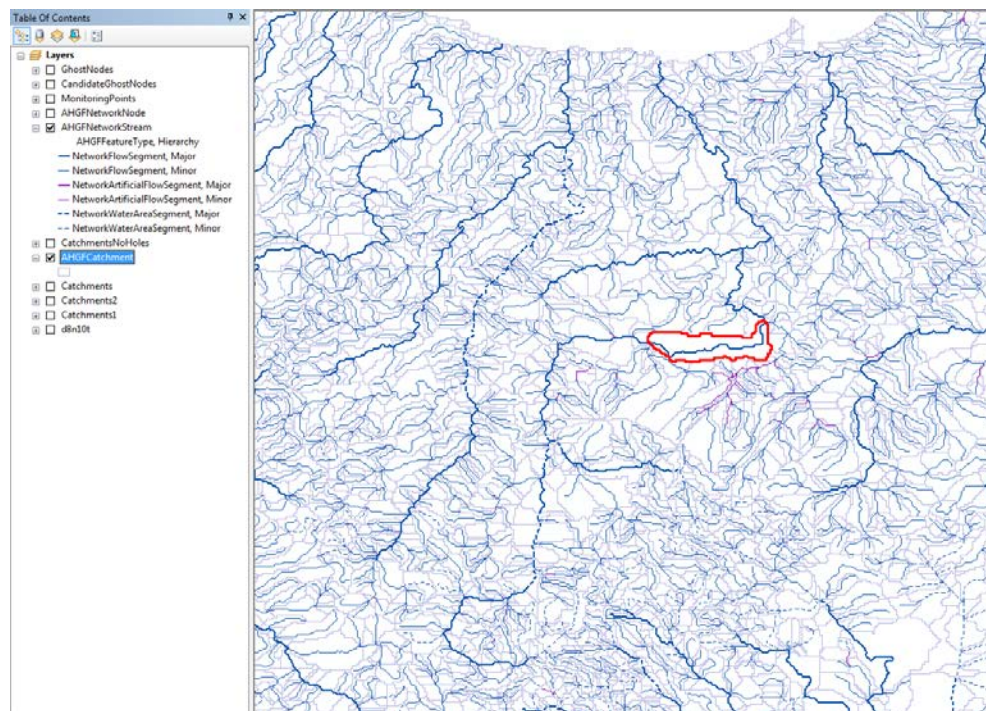 Table Of Contents
Layers
GhostNodes
CandidateGhostNodes
MonitoringPoints
AHGFNetworkNode
AHGFNetworkStream
AHGFFeatureType, Hierarchy
NetworkFlowSegment, Major
NetworkFlowSegment, Minor
NetworkArtificialFlowSegment, Major
NetworkArtificialFlowSegment, Minor
NetworkWaterAreaSegment, Major
NetworkWaterAreaSegment, Minor
CatchmentsNoHoles
AHGFCatchment
Catchments
Catchments2
Catchments1
d8n10t